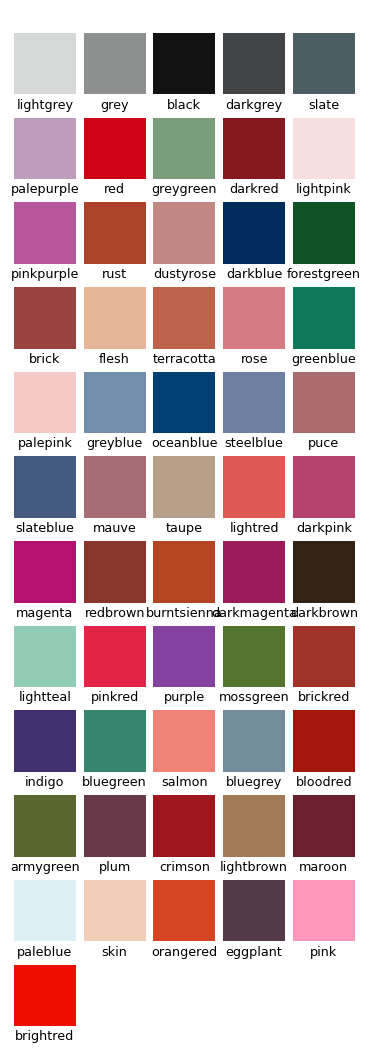 lightgrey grey black darkgrey slate
palepurple red greygreen darkred lightpink
pinkpurple rust dustyrose darkblue forestgreen
brick flesh terracotta rose greenblue
palepink greyblue oceanblue steelblue puce
slateblue mauve taupe lightred darkpink
magenta redbrown burntsienna darkmagenta darkbrown
lightteal pinkred purple mossgreen brickred
indigo bluegreen salmon bluegrey bloodred
armygreen plum crimson lightbrown maroon
paleblue skin orangered eggplant pink
brightred